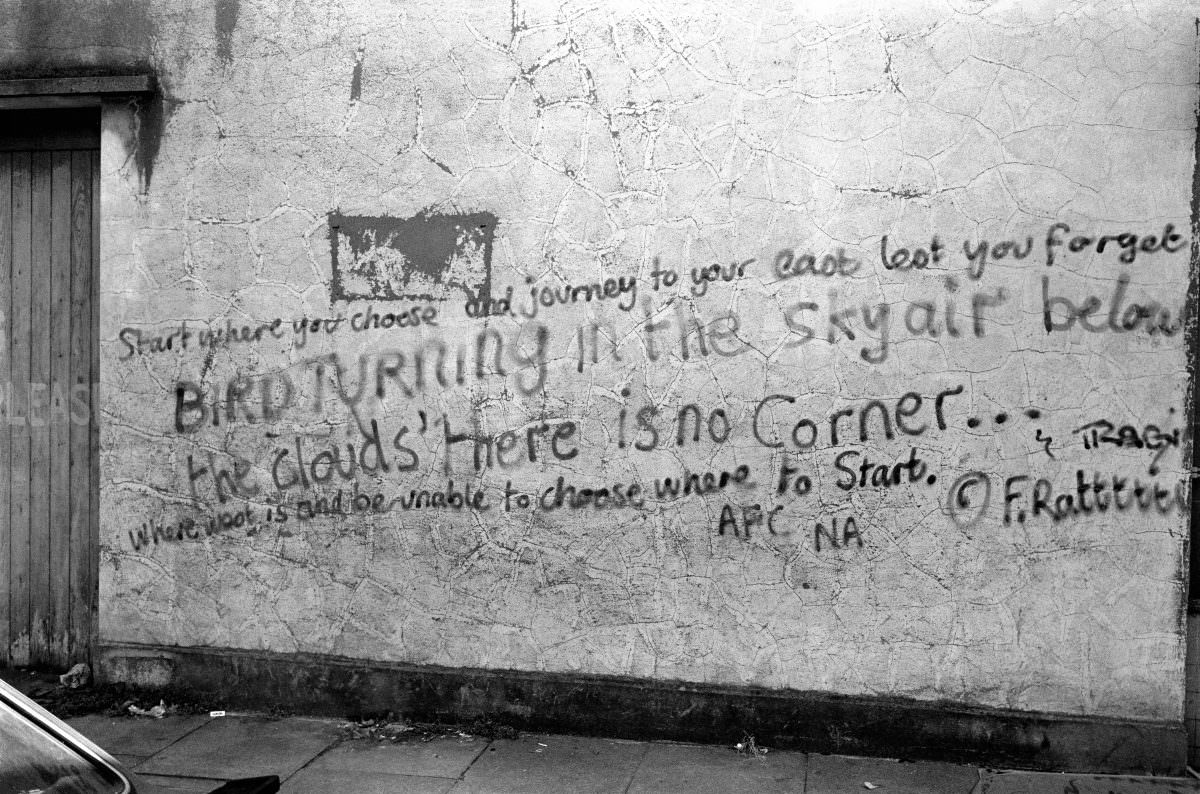 Start where you choose and journey to your east lest you forget
BIRD TURNING IN the sky air below
the clouds' there is no Corner...
where west is and be unable to choose where to Start.
& TRAGI
© F.Rattttt
AFC NA
PLEAS